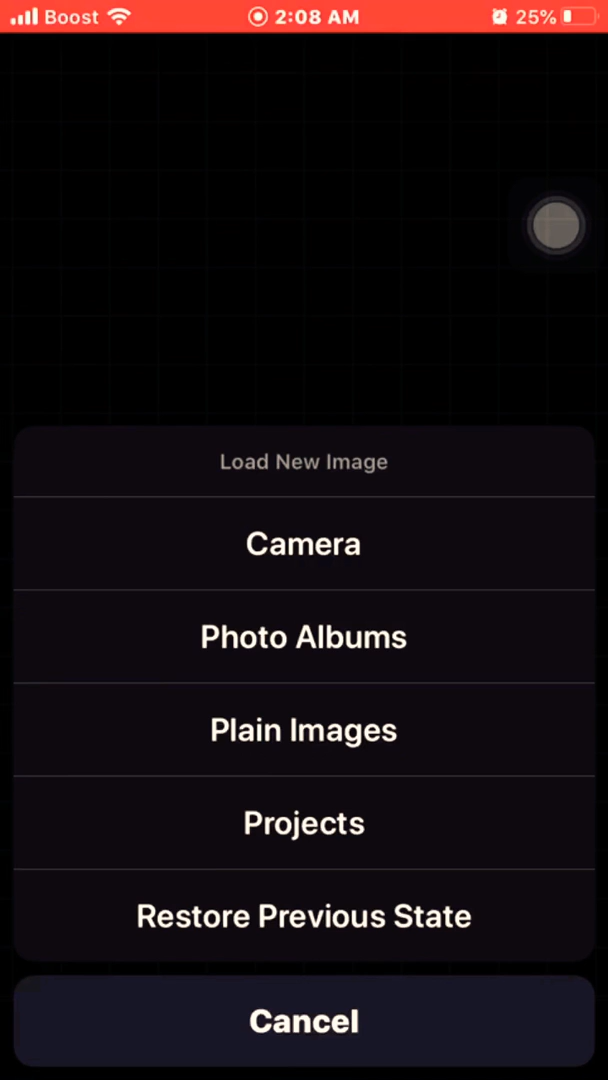 Boost 2:08 AM 25%
Load New Image
Camera
Photo Albums
Plain Images
Projects
Restore Previous State
Cancel